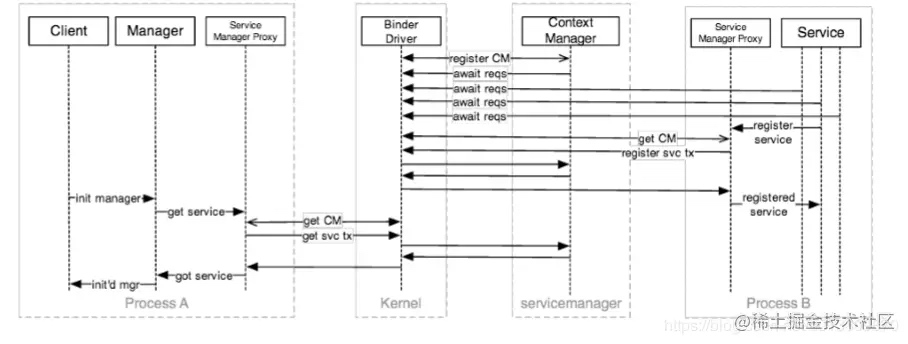 Client
Manager
Service
Manager Proxy
Binder
Driver
Context
Manager
Service
Manager Proxy
Service
register CM
await reqs
await reqs
await reqs
await reqs
register
service
get CM
register svc tx
init manager
get service
registered
service
get CM
get svc tx
got service
init'd mgr
Process A
Kernel
servicemanager
Process B
@稀土掘金技术社区